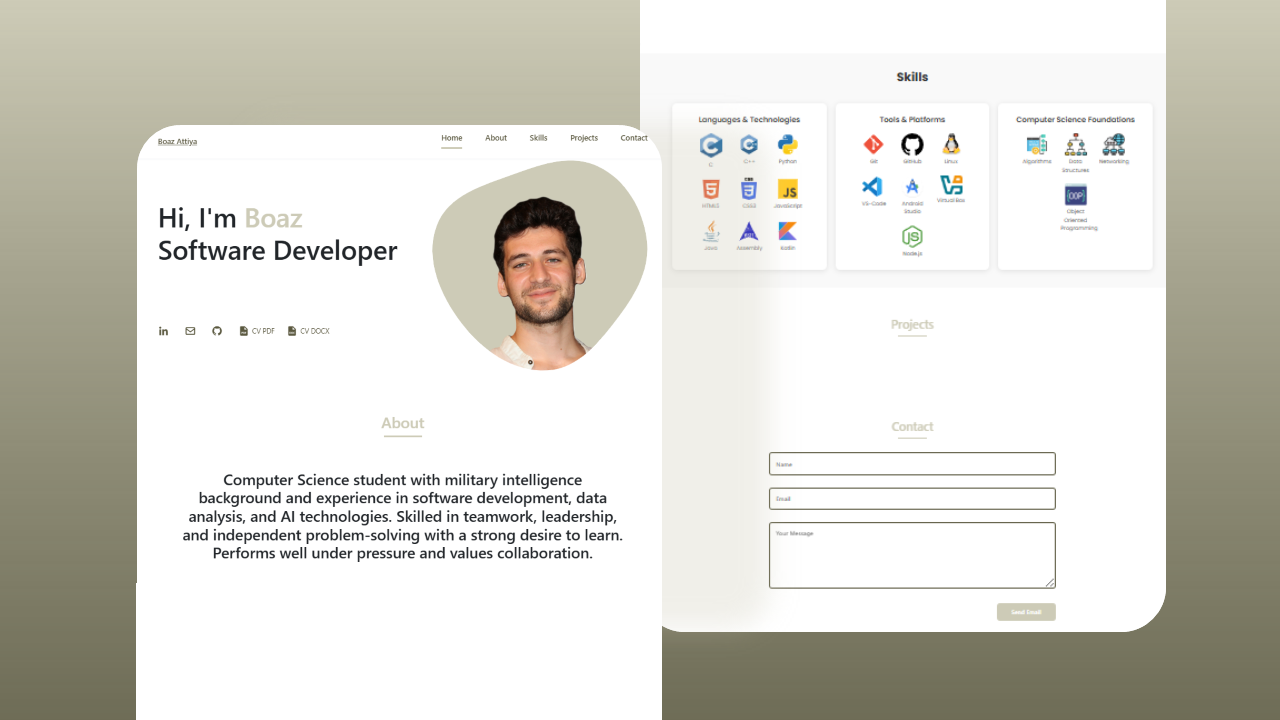 Boaz Attiya
Home About Skills Projects Contact
Hi, I'm Boaz
Software Developer
CV PDF CV DOCX
About
Computer Science student with military intelligence
background and experience in software development, data
analysis, and AI technologies. Skilled in teamwork, leadership,
and independent problem-solving with a strong desire to learn.
Performs well under pressure and values collaboration.
Skills
Languages & Technologies
C C++ Python
HTML5 CSS3 JavaScript
Java Assembly Kotlin
Tools & Platforms
Git GitHub Linux
VS-Code Android Studio Virtual Box
Node.js
Computer Science Foundations
Algorithms Data Structures Networking
OOP
Object
Oriented
Programming
Projects
Contact
Name
Email
Your Message
Send Email